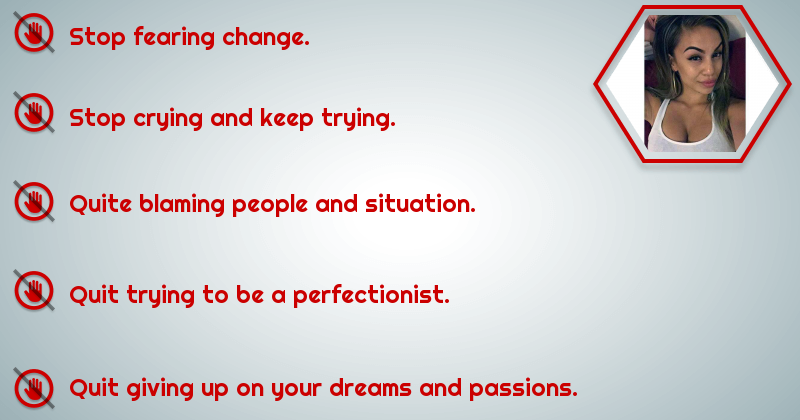 Stop fearing change.
Stop crying and keep trying.
Quite blaming people and situation.
Quit trying to be a perfectionist.
Quit giving up on your dreams and passions.